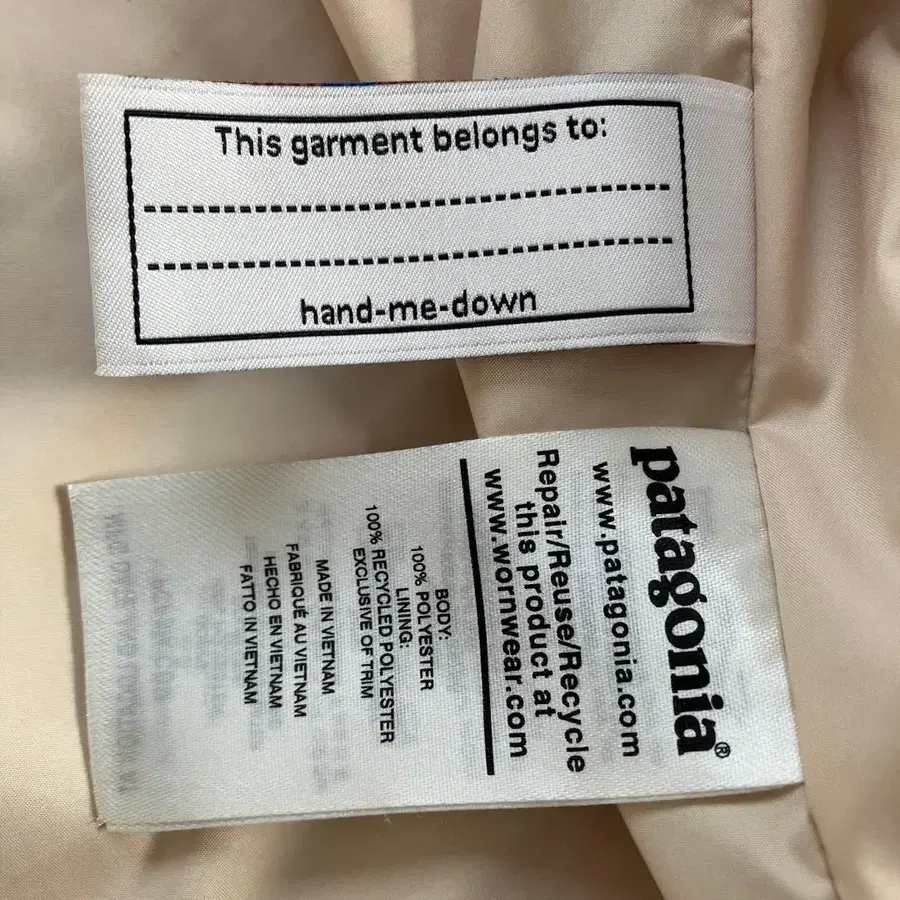 This garment belongs to:
hand-me-down
patagonia®
www.patagonia.com
Repair/Reuse/Recycle
this product at
www.wornwear.com
BODY:
100% POLYESTER
LINING:
100% RECYCLED POLYESTER
EXCLUSIVE OF TRIM
MADE IN VIETNAM
FABRIQUÉ AU VIETNAM
HECHO EN VIETNAM
FATTO IN VIETNAM